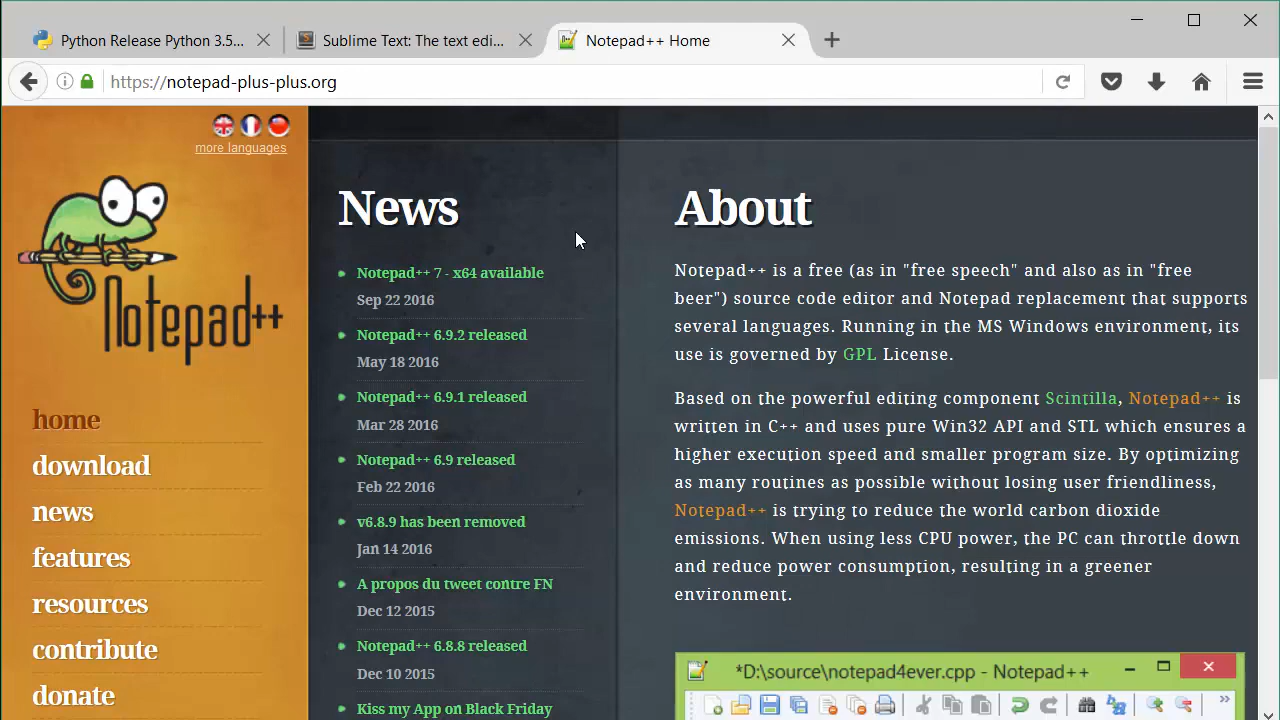 Python Release Python 3.5...
Sublime Text: The text edi...
Notepad++ Home
https://notepad-plus-plus.org
more languages
Notepad++
home
download
news
features
resources
contribute
donate
News
Notepad++ 7 - x64 available
Sep 22 2016
Notepad++ 6.9.2 released
May 18 2016
Notepad++ 6.9.1 released
Mar 28 2016
Notepad++ 6.9 released
Feb 22 2016
v6.8.9 has been removed
Jan 14 2016
A propos du tweet contre FN
Dec 12 2015
Notepad++ 6.8.8 released
Dec 10 2015
Kiss my App on Black Friday
About
Notepad++ is a free (as in "free speech" and also as in "free
beer") source code editor and Notepad replacement that supports
several languages. Running in the MS Windows environment, its
use is governed by GPL License.
Based on the powerful editing component Scintilla, Notepad++ is
written in C++ and uses pure Win32 API and STL which ensures a
higher execution speed and smaller program size. By optimizing
as many routines as possible without losing user friendliness,
Notepad++ is trying to reduce the world carbon dioxide
emissions. When using less CPU power, the PC can throttle down
and reduce power consumption, resulting in a greener
environment.
*D:\source\notepad4ever.cpp - Notepad++